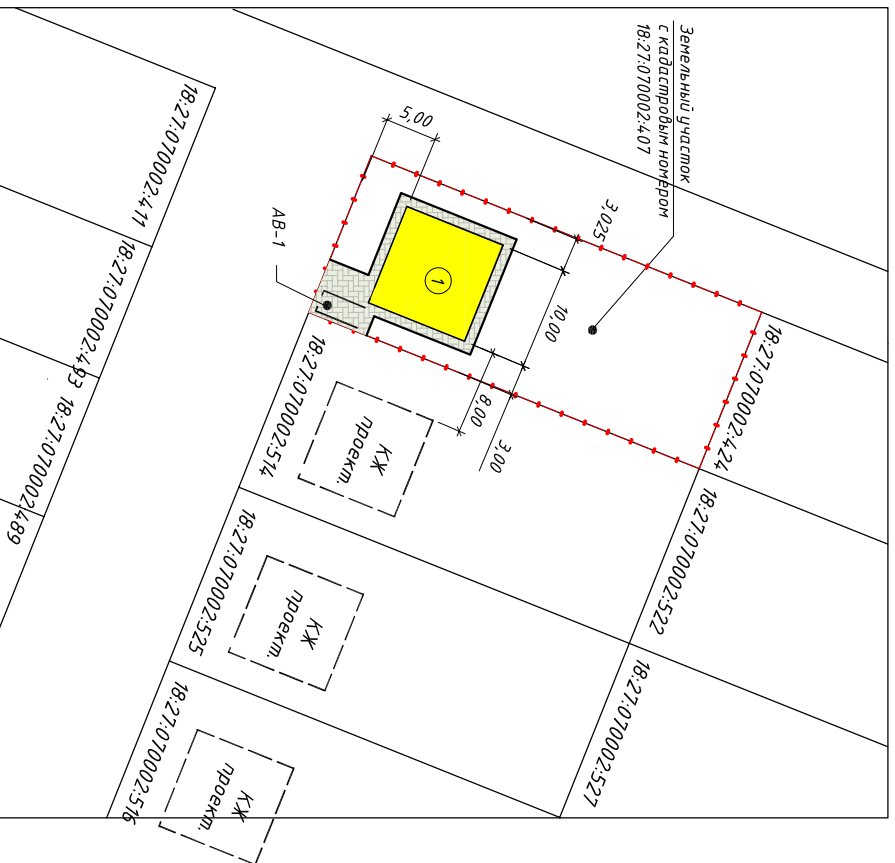 Земельный участок
с кадастровым номером
18:27:070002:407
5,00
3,025
10,00
8,00
3,00
1
АВ-1
18:27:070002:411
18:27:070002:493
18:27:070002:489
18:27:070002:424
18:27:070002:514
18:27:070002:522
18:27:070002:525
18:27:070002:527
18:27:070002:516
КЖ
проект.
КЖ
проект.
КЖ
проект.